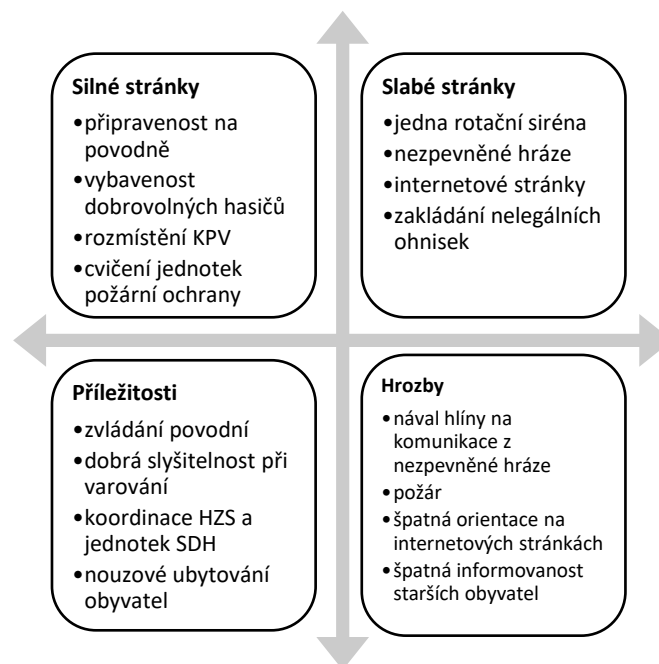 Silné stránky
•připravenost na
povodně
•vybavenost
dobrovolných hasičů
•rozmístění KPV
•cvičení jednotek
požární ochrany
Slabé stránky
•jedna rotační siréna
•nezpevněné hráze
•internetové stránky
•zakládání nelegálních
ohnisek
Příležitosti
•zvládání povodní
•dobrá slyšitelnost při
varování
•koordinace HZS a
jednotek SDH
•nouzové ubytování
obyvatel
Hrozby
•nával hlíny na
komunikace z
nezpevněné hráze
•požár
•špatná orientace na
internetových stránkách
•špatná informovanost
starších obyvatel